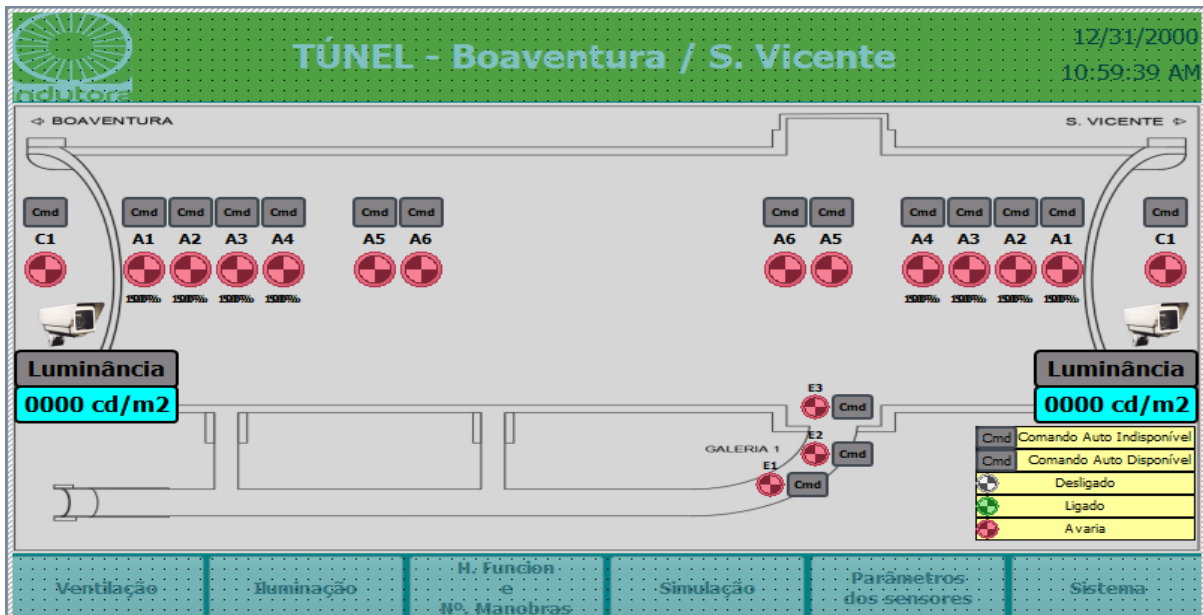 TÚNEL - Boaventura / S. Vicente
12/31/2000
10:59:39 AM
ndutora
BOAVENTURA
S. VICENTE
Cmd Cmd Cmd Cmd Cmd Cmd Cmd Cmd Cmd Cmd Cmd Cmd Cmd Cmd
C1 A1 A2 A3 A4 A5 A6 A6 A5 A4 A3 A2 A1 C1
Luminância
0000 cd/m2
Luminância
0000 cd/m2
E3
Cmd
GALERIA 1
E2
Cmd
E1
Cmd
Cmd Comando Auto Indisponível
Cmd Comando Auto Disponível
Desligado
Ligado
Avaria
Ventilação
Iluminação
H. Funcion
e
Nº. Manobras
Simulação
Parâmetros
dos sensores
Sistema